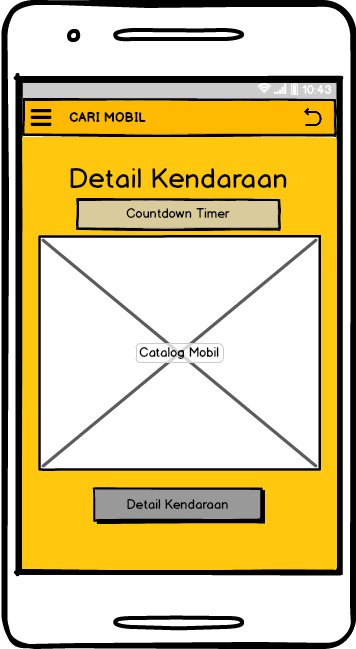 10:43
CARI MOBIL
Detail Kendaraan
Countdown Timer
Catalog Mobil
Detail Kendaraan